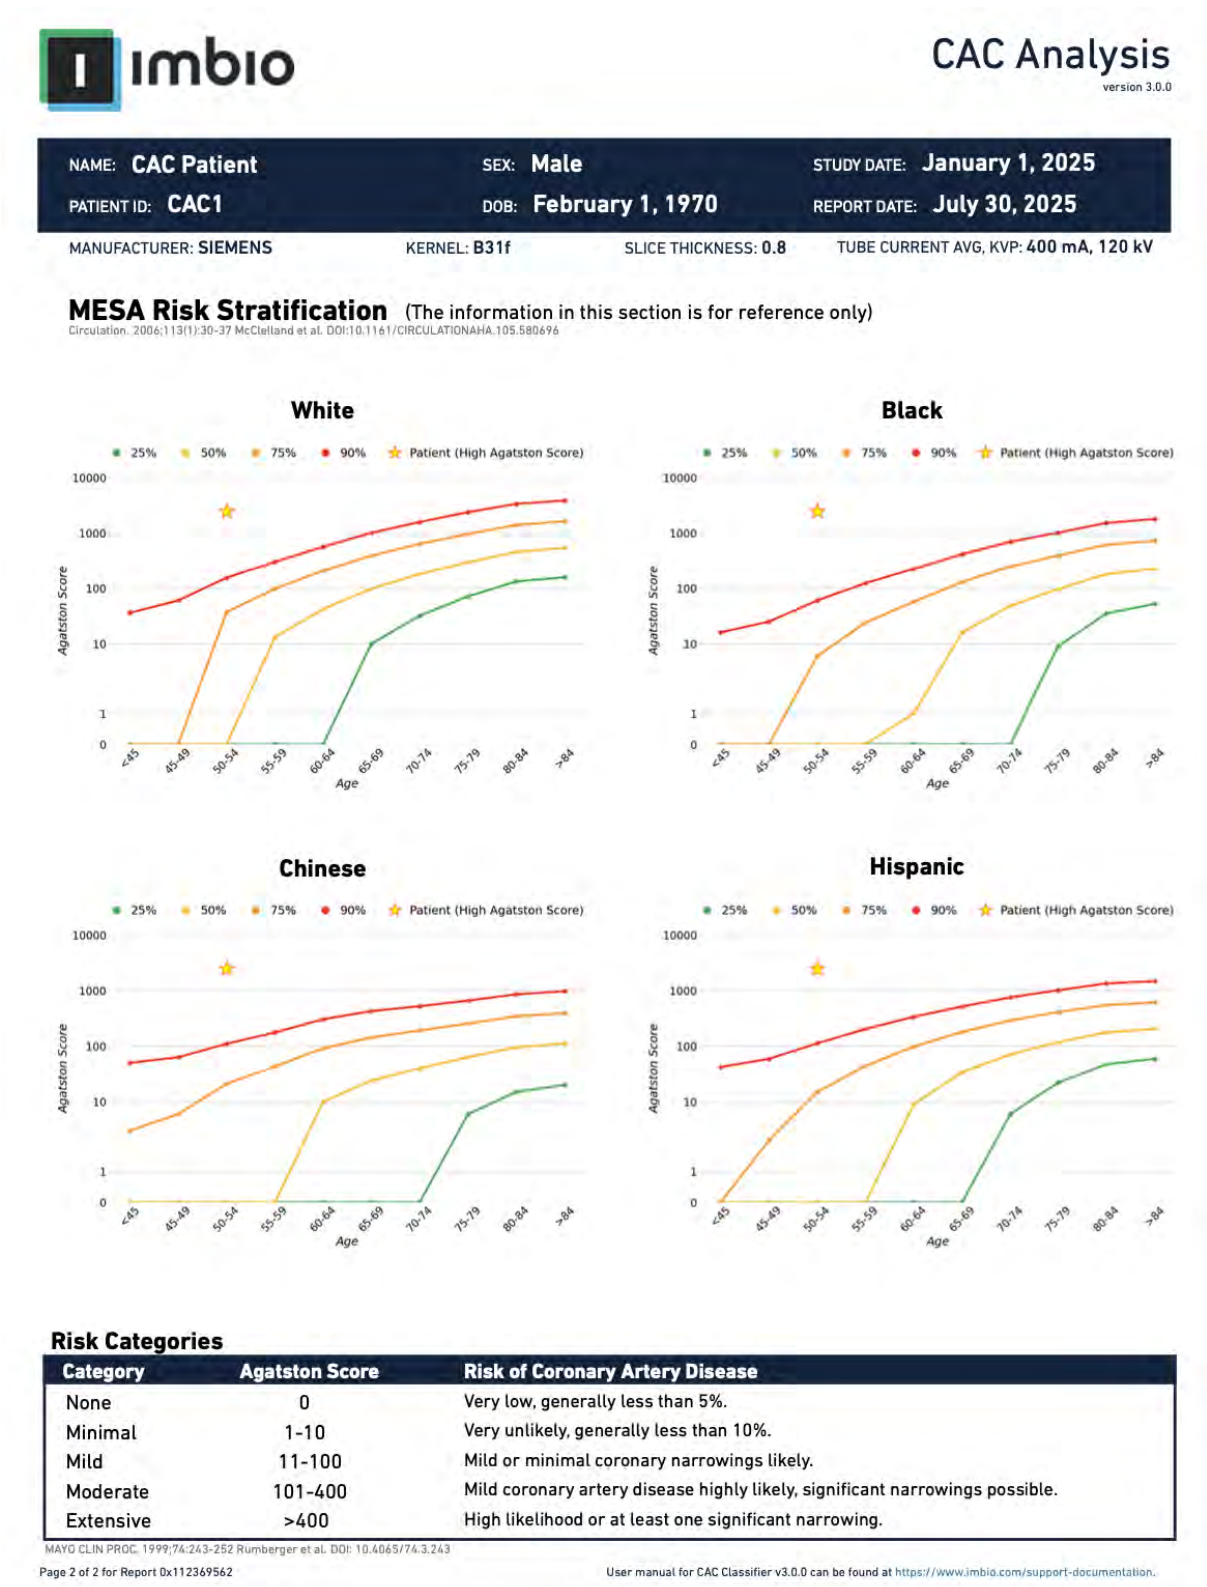 imbio
CAC Analysis
version 3.0.0
NAME: CAC Patient
SEX: Male
STUDY DATE: January 1, 2025
PATIENT ID: CAC1
DOB: February 1, 1970
REPORT DATE: July 30, 2025
MANUFACTURER: SIEMENS
KERNEL: B31f
SLICE THICKNESS: 0.8
TUBE CURRENT AVG, KVP: 400 mA, 120 kV
MESA Risk Stratification (The information in this section is for reference only)
Circulation. 2006;113(1):30-37 McClelland et al. DOI:10.1161/CIRCULATIONAHA.105.580696
White
25% 50% 75% 90% Patient (High Agatston Score)
10000
1000
100
10
1
0
Agatston Score
<45 45-49 50-54 55-59 60-64 65-69 70-74 75-79 80-84 >84
Age
Black
25% 50% 75% 90% Patient (High Agatston Score)
10000
1000
100
10
1
0
Agatston Score
<45 45-49 50-54 55-59 60-64 65-69 70-74 75-79 80-84 >84
Age
Chinese
25% 50% 75% 90% Patient (High Agatston Score)
10000
1000
100
10
1
0
Agatston Score
<45 45-49 50-54 55-59 60-64 65-69 70-74 75-79 80-84 >84
Age
Hispanic
25% 50% 75% 90% Patient (High Agatston Score)
10000
1000
100
10
1
0
Agatston Score
<45 45-49 50-54 55-59 60-64 65-69 70-74 75-79 80-84 >84
Age
Risk Categories
Category Agatston Score Risk of Coronary Artery Disease
None 0 Very low, generally less than 5%.
Minimal 1-10 Very unlikely, generally less than 10%.
Mild 11-100 Mild or minimal coronary narrowings likely.
Moderate 101-400 Mild coronary artery disease highly likely, significant narrowings possible.
Extensive >400 High likelihood or at least one significant narrowing.
MAYO CLIN PROC. 1999;74:243-252 Rumberger et al. DOI: 10.4065/74.3.243
Page 2 of 2 for Report 0x112369562
User manual for CAC Classifier v3.0.0 can be found at https://www.imbio.com/support-documentation.